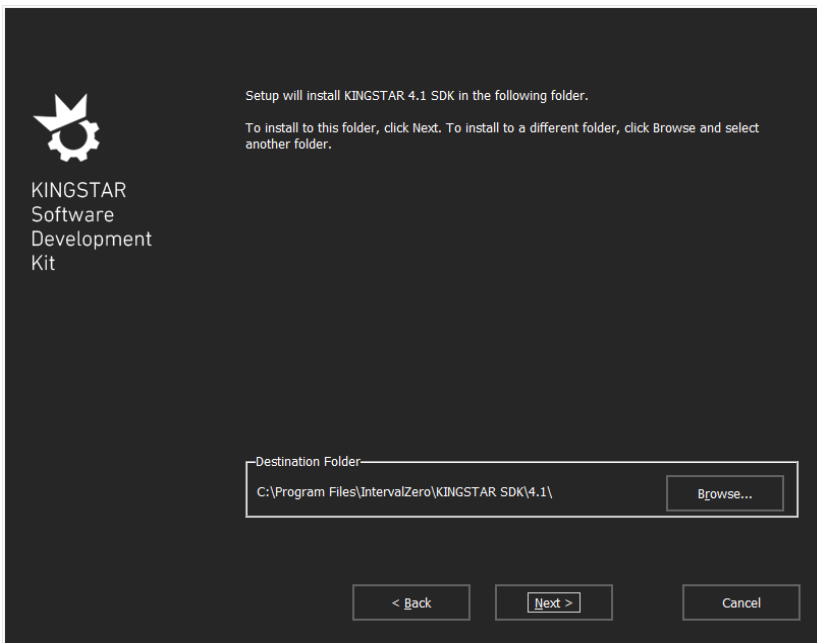 Setup will install KINGSTAR 4.1 SDK in the following folder.
To install to this folder, click Next. To install to a different folder, click Browse and select
another folder.
KINGSTAR
Software
Development
Kit
Destination Folder
C:\Program Files\IntervalZero\KINGSTAR SDK\4.1\
Browse...
< Back
Next >
Cancel